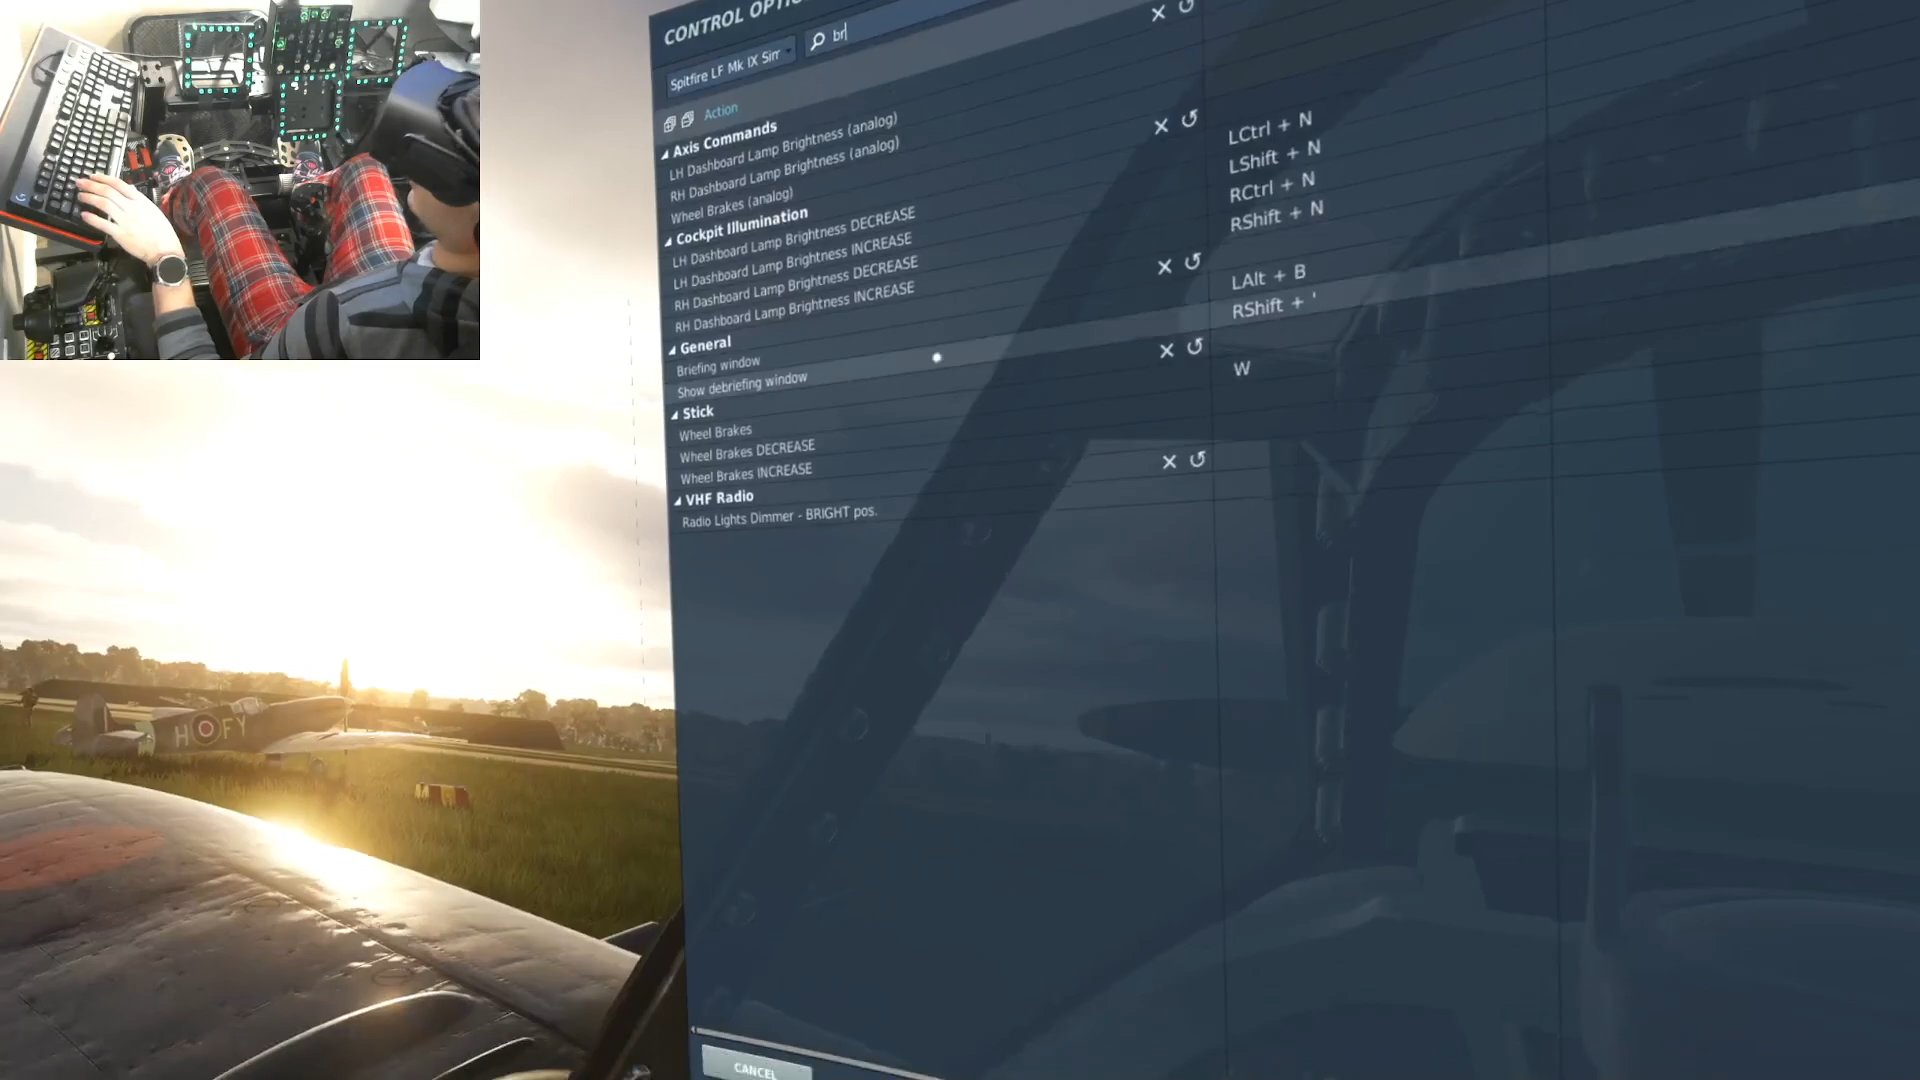 CONTROL OPTIO
Spitfire LF Mk IX Sim
br
Action
Axis Commands
LH Dashboard Lamp Brightness (analog)
RH Dashboard Lamp Brightness (analog)
Wheel Brakes (analog)
Cockpit Illumination
LH Dashboard Lamp Brightness DECREASE LCtrl + N
LH Dashboard Lamp Brightness INCREASE LShift + N
RH Dashboard Lamp Brightness DECREASE RCtrl + N
RH Dashboard Lamp Brightness INCREASE RShift + N
General
Briefing window LAlt + B
Show debriefing window RShift + '
Stick
Wheel Brakes W
Wheel Brakes DECREASE
Wheel Brakes INCREASE
VHF Radio
Radio Lights Dimmer - BRIGHT pos.
CANCEL
H FY